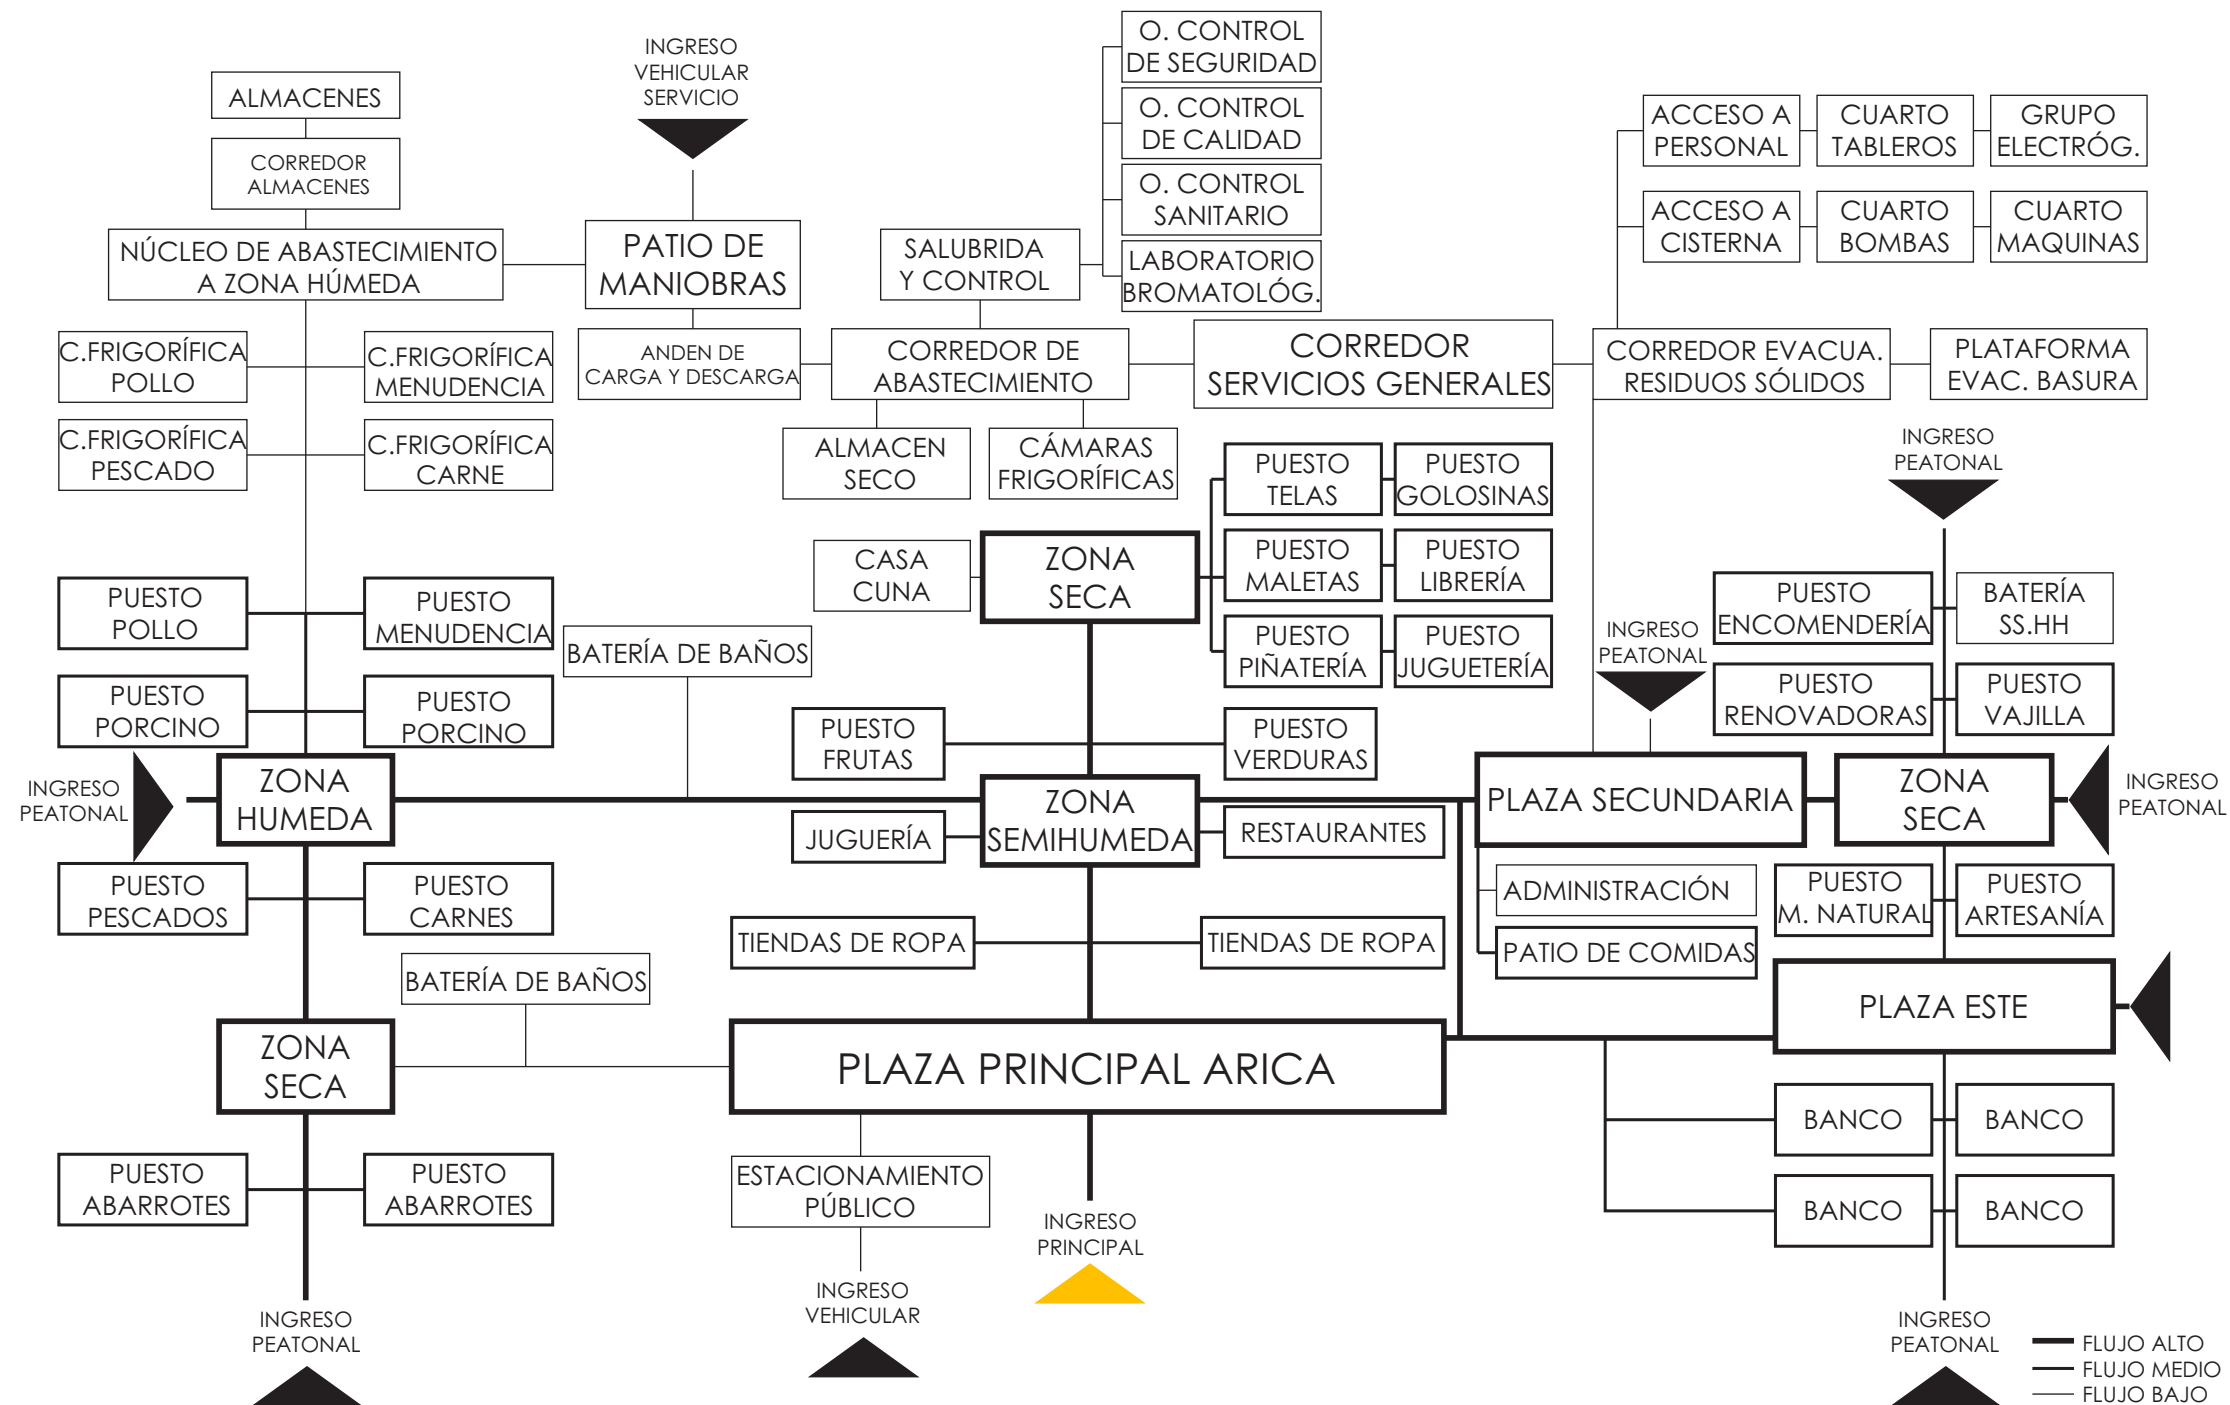 O. CONTROL
DE SEGURIDAD
INGRESO
VEHICULAR
SERVICIO
ALMACENES
O. CONTROL
DE CALIDAD
ACCESO A
PERSONAL
CUARTO
TABLEROS
GRUPO
ELECTRÓG.
CORREDOR
ALMACENES
O. CONTROL
SANITARIO
ACCESO A
CISTERNA
CUARTO
BOMBAS
CUARTO
MAQUINAS
NÚCLEO DE ABASTECIMIENTO
A ZONA HÚMEDA
PATIO DE
MANIOBRAS
SALUBRIDA
Y CONTROL
LABORATORIO
BROMATOLÓG.
C.FRIGORÍFICA
POLLO
C.FRIGORÍFICA
MENUDENCIA
ANDEN DE
CARGA Y DESCARGA
CORREDOR DE
ABASTECIMIENTO
CORREDOR
SERVICIOS GENERALES
CORREDOR EVACUA.
RESIDUOS SÓLIDOS
PLATAFORMA
EVAC. BASURA
C.FRIGORÍFICA
PESCADO
C.FRIGORÍFICA
CARNE
ALMACEN
SECO
CÁMARAS
FRIGORÍFICAS
PUESTO
TELAS
PUESTO
GOLOSINAS
INGRESO
PEATONAL
CASA
CUNA
ZONA
SECA
PUESTO
MALETAS
PUESTO
LIBRERÍA
PUESTO
POLLO
PUESTO
MENUDENCIA
PUESTO
ENCOMENDERÍA
BATERÍA
SS.HH
BATERÍA DE BAÑOS
PUESTO
PIÑATERÍA
PUESTO
JUGUETERÍA
INGRESO
PEATONAL
PUESTO
PORCINO
PUESTO
PORCINO
PUESTO
RENOVADORAS
PUESTO
VAJILLA
PUESTO
FRUTAS
PUESTO
VERDURAS
INGRESO
PEATONAL
ZONA
HUMEDA
ZONA
SEMIHUMEDA
PLAZA SECUNDARIA
ZONA
SECA
INGRESO
PEATONAL
JUGUERÍA
RESTAURANTES
PUESTO
PESCADOS
PUESTO
CARNES
ADMINISTRACIÓN
PUESTO
M. NATURAL
PUESTO
ARTESANÍA
TIENDAS DE ROPA
TIENDAS DE ROPA
PATIO DE COMIDAS
BATERÍA DE BAÑOS
PLAZA ESTE
ZONA
SECA
PLAZA PRINCIPAL ARICA
BANCO
BANCO
PUESTO
ABARROTES
PUESTO
ABARROTES
ESTACIONAMIENTO
PÚBLICO
BANCO
BANCO
INGRESO
PRINCIPAL
INGRESO
VEHICULAR
INGRESO
PEATONAL
INGRESO
PEATONAL
FLUJO ALTO
FLUJO MEDIO
FLUJO BAJO